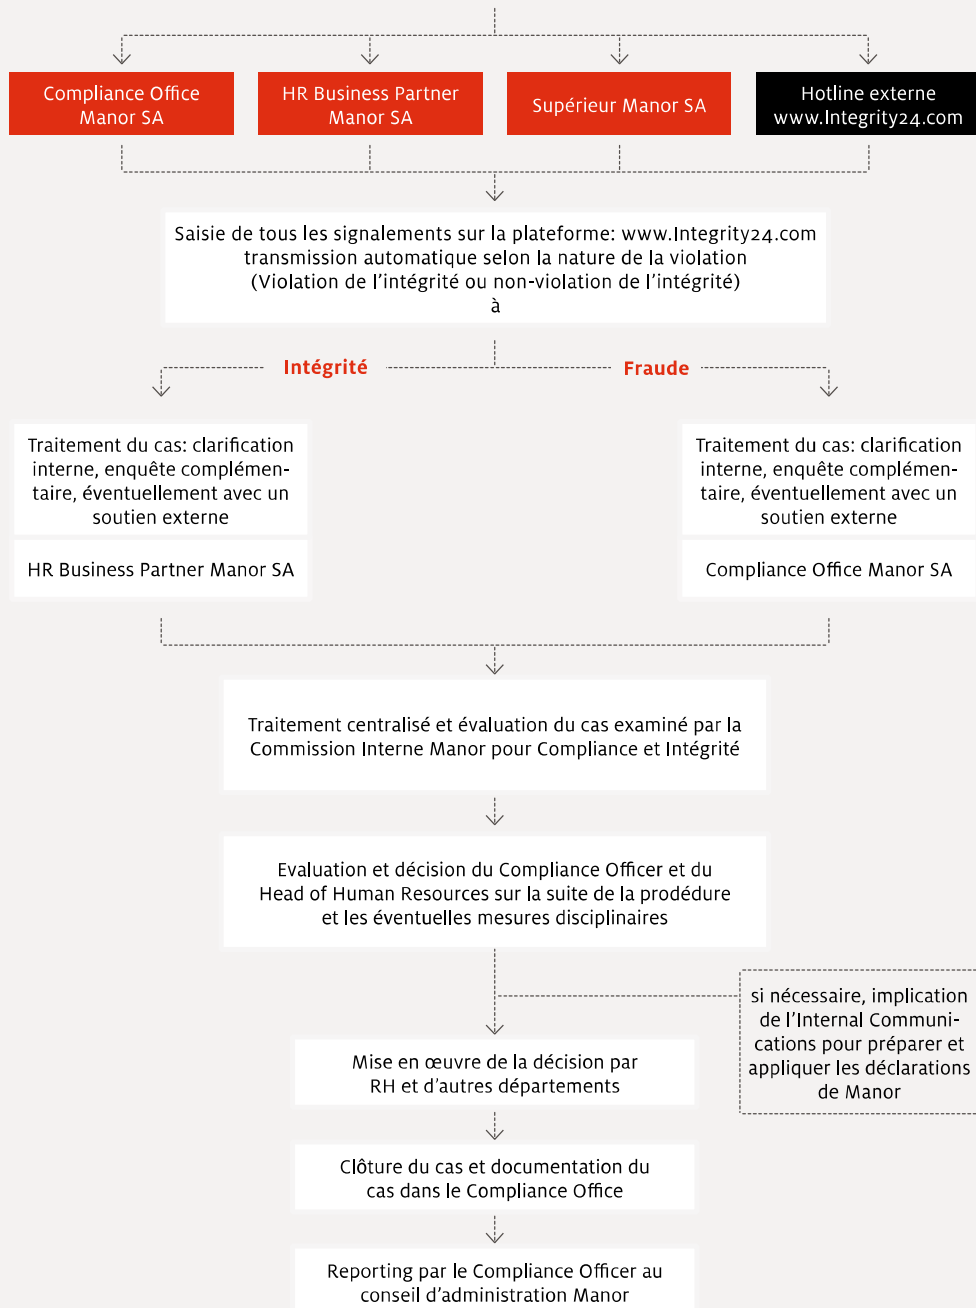 Compliance Office
Manor SA
HR Business Partner
Manor SA
Supérieur Manor SA
Hotline externe
www.Integrity24.com
Saisie de tous les signalements sur la plateforme: www.Integrity24.com
transmission automatique selon la nature de la violation
(Violation de l'intégrité ou non-violation de l'intégrité)
à
Intégrité
Fraude
Traitement du cas: clarification
interne, enquête complémen-
taire, éventuellement avec un
soutien externe
HR Business Partner Manor SA
Traitement du cas: clarification
interne, enquête complémen-
taire, éventuellement avec un
soutien externe
Compliance Office Manor SA
Traitement centralisé et évaluation du cas examiné par la
Commission Interne Manor pour Compliance et Intégrité
Evaluation et décision du Compliance Officer et du
Head of Human Resources sur la suite de la prodédure
et les éventuelles mesures disciplinaires
si nécessaire, implication
de l'Internal Communi-
cations pour préparer et
appliquer les déclarations
de Manor
Mise en œuvre de la décision par
RH et d'autres départements
Clôture du cas et documentation du
cas dans le Compliance Office
Reporting par le Compliance Officer au
conseil d'administration Manor